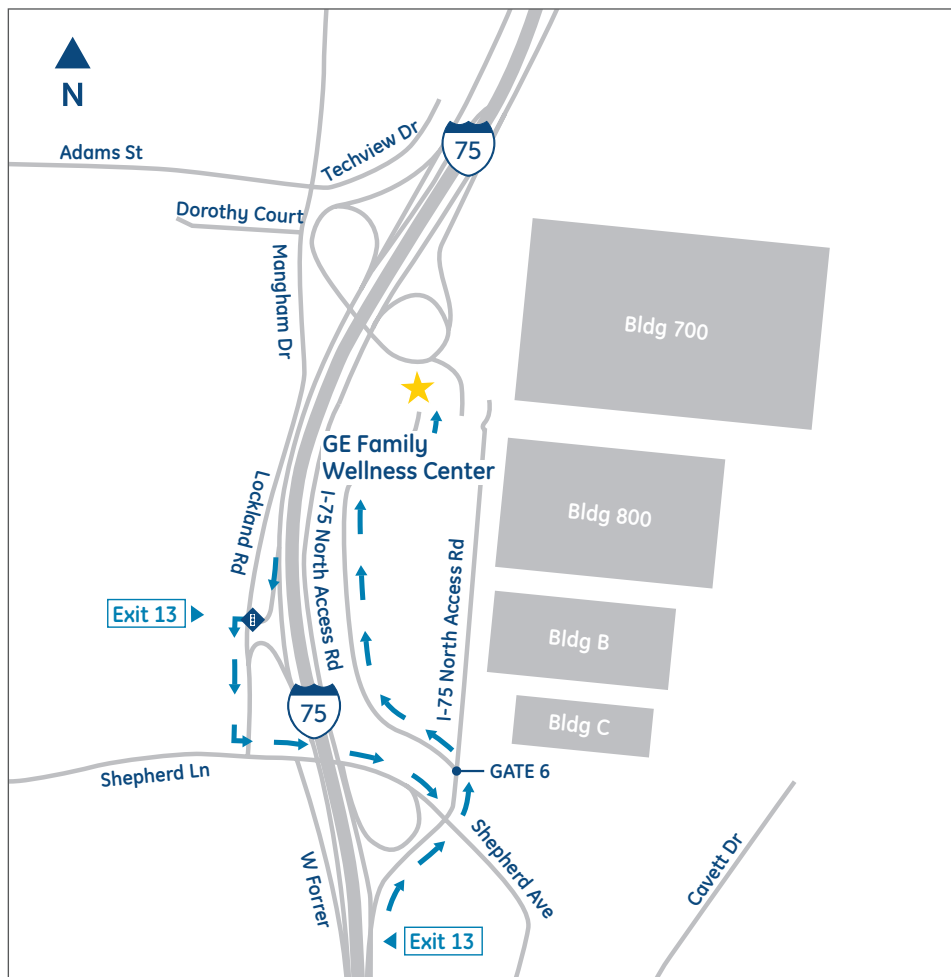 N
75
Techview Dr
Adams St
Dorothy Court
Mangham Dr
Bldg 700
GE Family
Wellness Center
Lockland Rd
I-75 North Access Rd
Bldg 800
I-75 North Access Rd
Exit 13
Bldg B
75
Bldg C
Shepherd Ln
GATE 6
W Forrer
Shepherd Ave
Cavett Dr
Exit 13